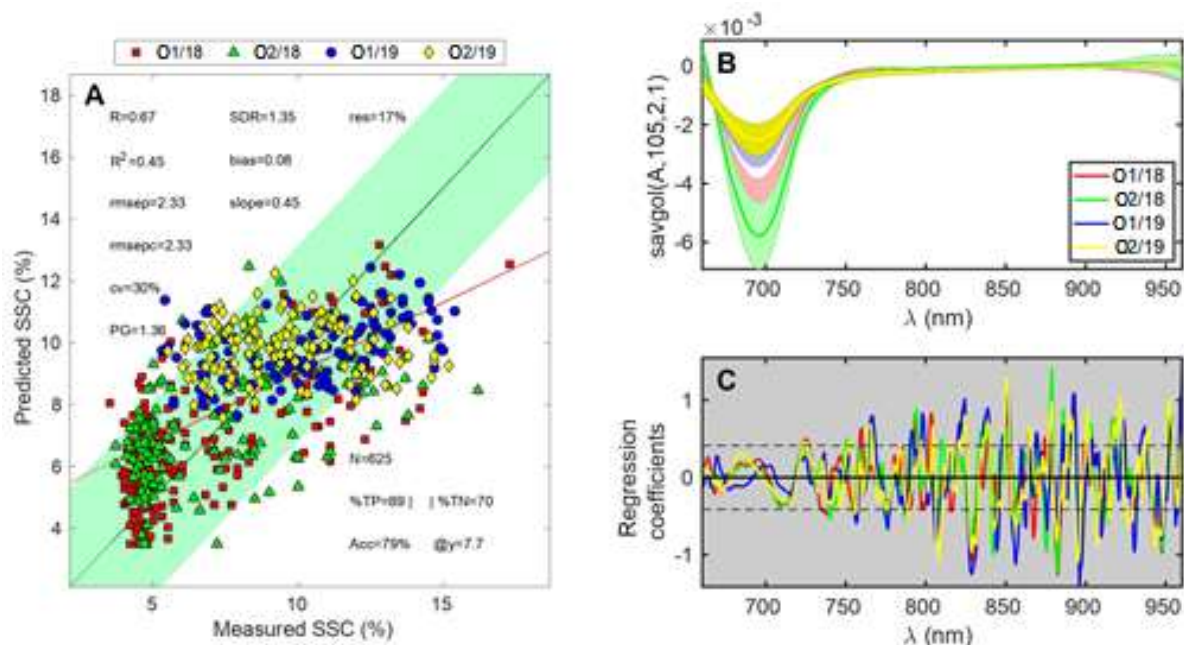 O1/18 O2/18 O1/19 O2/19
A
R=0.67 SDR=1.35 res=17%
R²=0.45 bias=0.08
rmsep=2.33 slope=0.45
rmsepc=2.33
cv=30%
PG=1.36
N=625
%TP=89 | | %TN=70
Acc=79% @y=7.7
18
16
14
12
10
8
6
4
5 10 15
Predicted SSC (%)
Measured SSC (%)
×10⁻³
B
0
-2
-4
-6
savgol(A,105,2,1)
O1/18
O2/18
O1/19
O2/19
700 750 800 850 900 950
λ (nm)
C
1
0
-1
Regression
coefficients
700 750 800 850 900 950
λ (nm)